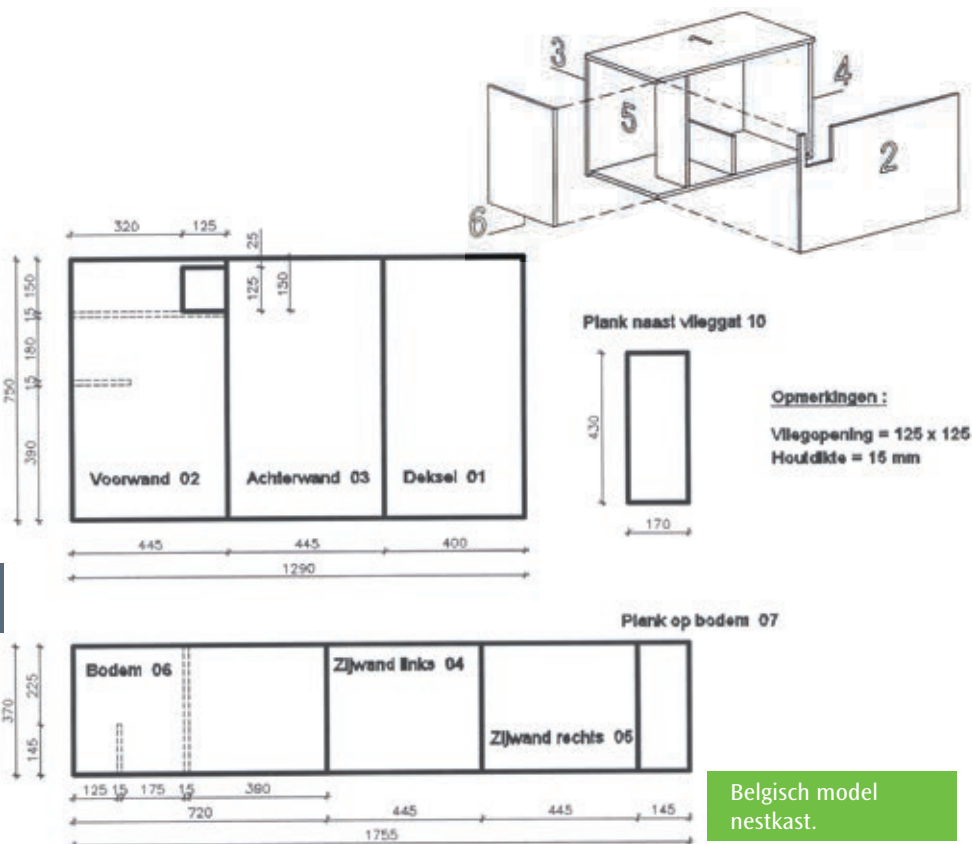 1
3
4
5
2
6
320 125
25
125 150
150
15
180
15
390
750
Plank naast vlieggat 10
430
170
Opmerkingen :
Vliegopening = 125 x 125
Houtdikte = 15 mm
Voorwand 02 Achterwand 03 Deksel 01
445 445 400
1290
Plank op bodem 07
Bodem 06
Zijwand links 04
Zijwand rechts 05
225
145
370
125 15 175 15 390
720 445 445 145
1755
Belgisch model
nestkast.